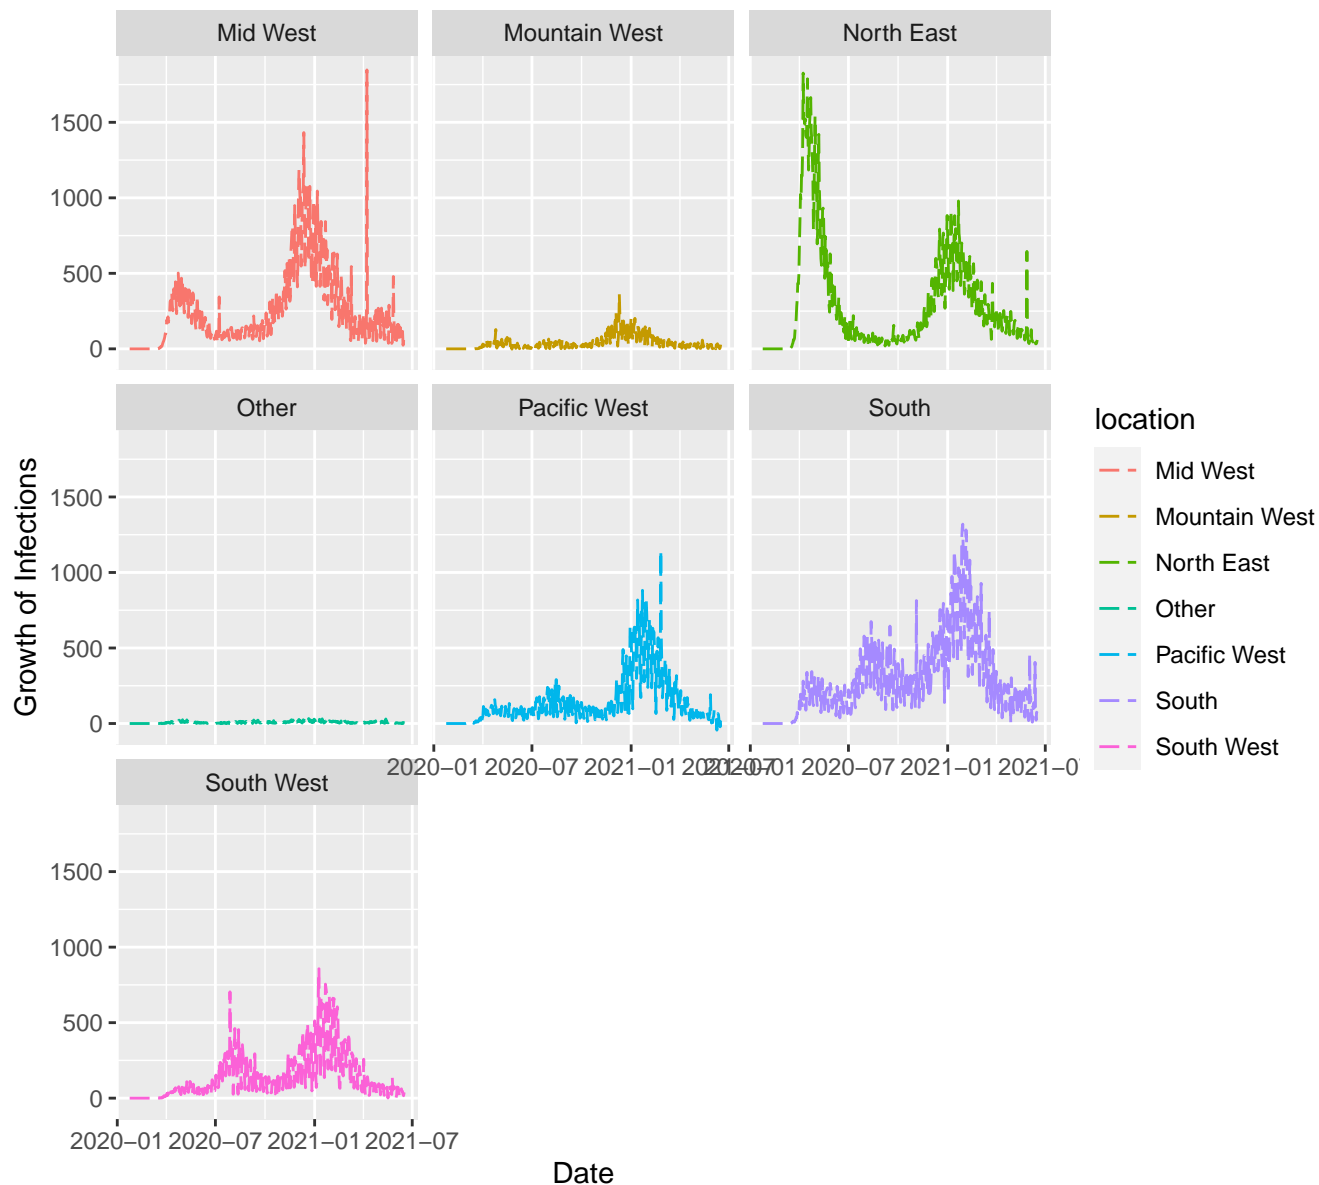 Mid West
Mountain West
North East
1500
1000
500
0
Other
Pacific West
South
1500
1000
500
0
2020–01 2020–07 2021–01
2020–07 2021–01
South West
1500
1000
500
0
2020–01 2020–07 2021–01 2021–07
Growth of Infections
Date
location
Mid West
Mountain West
North East
Other
Pacific West
South
South West